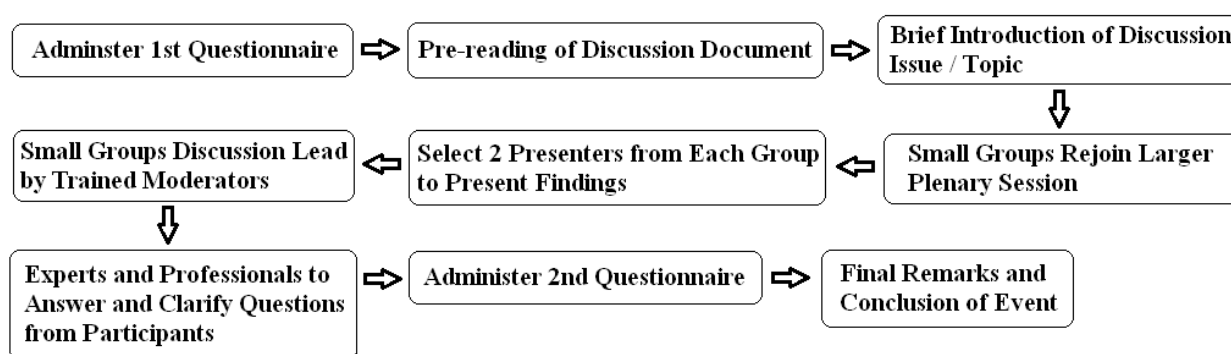 Adminster 1st Questionnaire
Pre-reading of Discussion Document
Brief Introduction of Discussion
Issue / Topic
Small Groups Rejoin Larger
Plenary Session
Select 2 Presenters from Each Group
to Present Findings
Small Groups Discussion Lead
by Trained Moderators
Experts and Professionals to
Answer and Clarify Questions
from Participants
Administer 2nd Questionnaire
Final Remarks and
Conclusion of Event